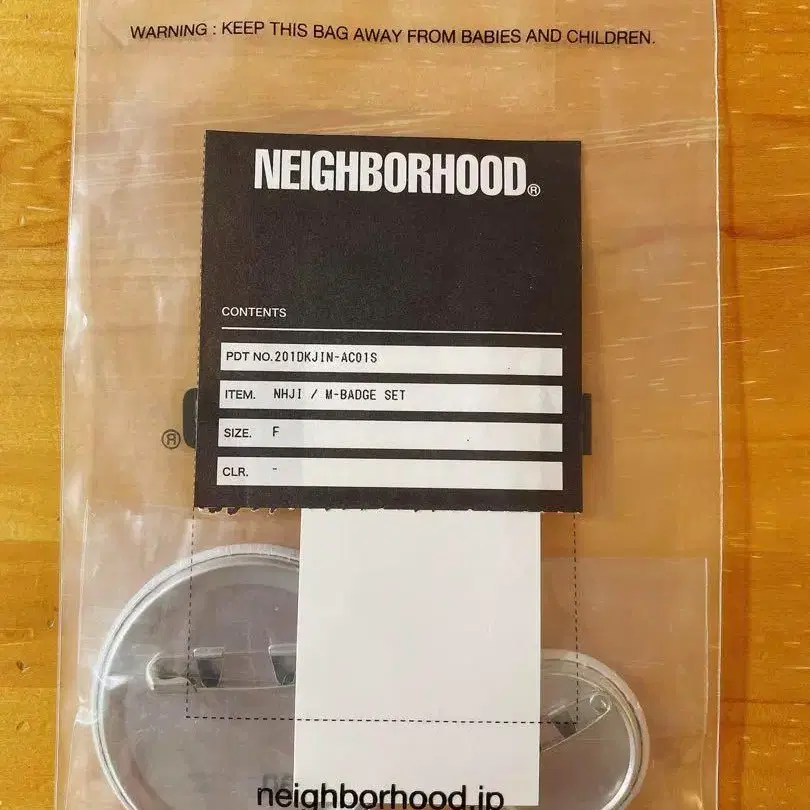 WARNING : KEEP THIS BAG AWAY FROM BABIES AND CHILDREN.
NEIGHBORHOOD®
CONTENTS
PDT NO. 201DKJIN-AC01S
ITEM. NHJI / M-BADGE SET
SIZE. F
CLR. -
®
neighborhood.jp